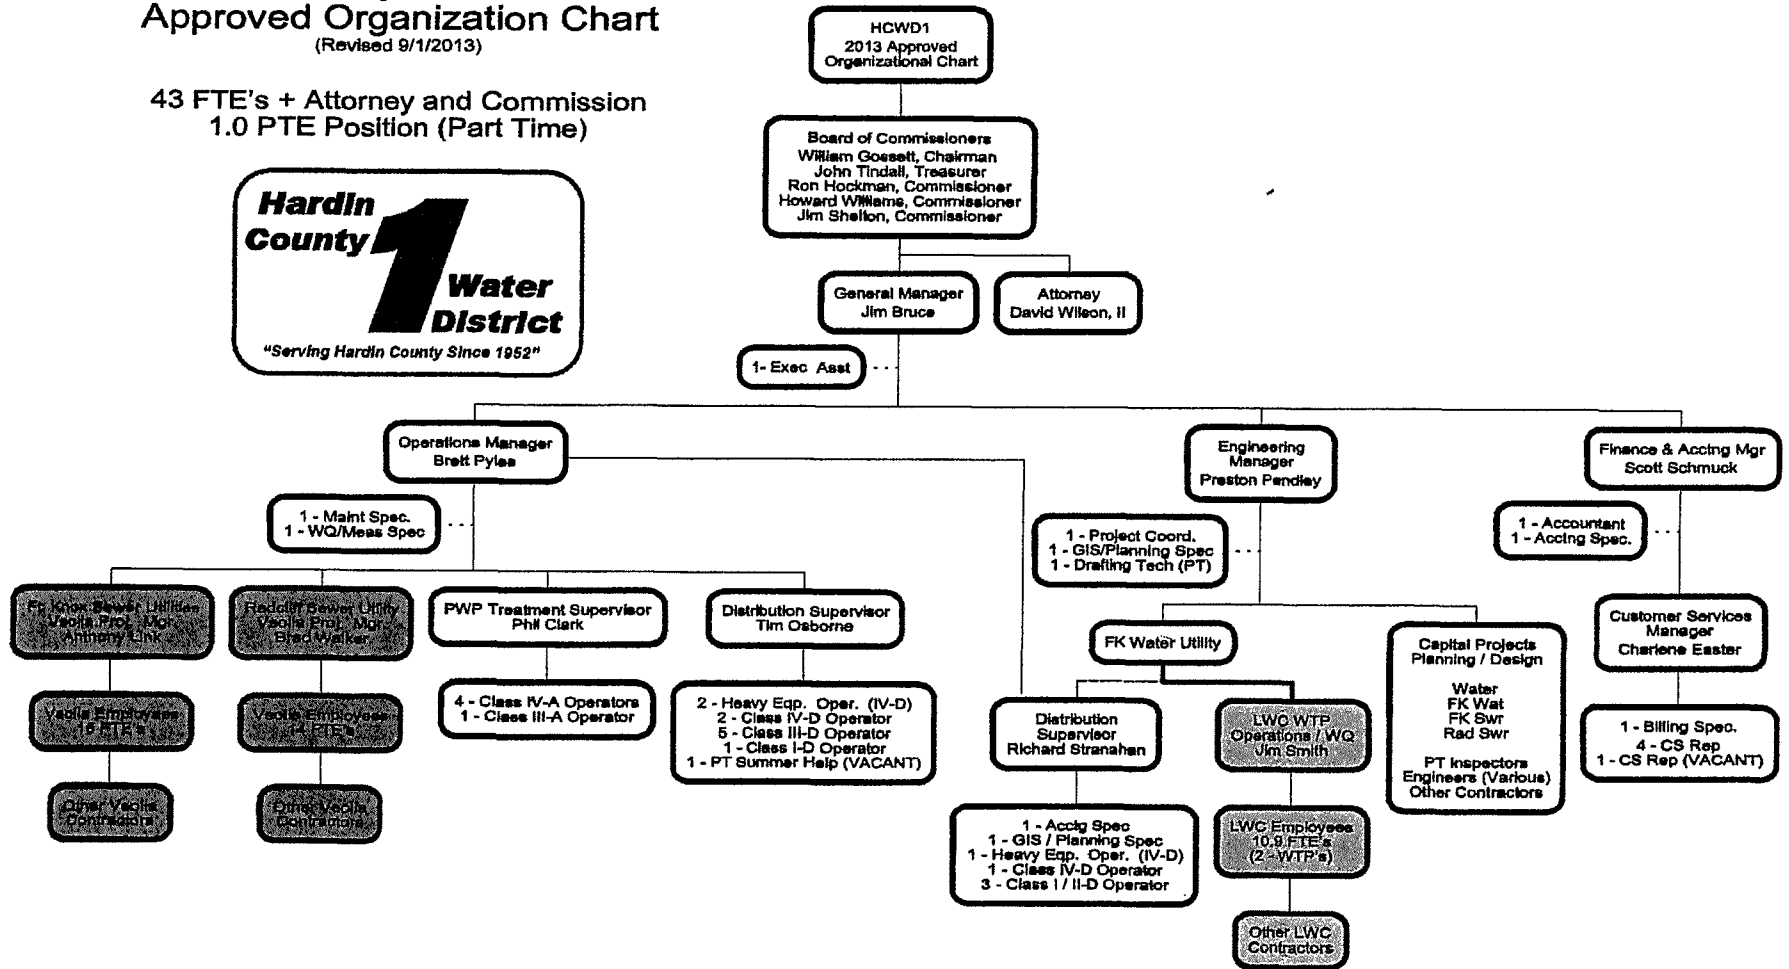 Approved Organization Chart
(Revised 9/1/2013)
43 FTE's + Attorney and Commission
1.0 PTE Position (Part Time)
Hardin
County
1
Water
District
"Serving Hardin County Since 1952"
HCWD1
2013 Approved
Organizational Chart
Board of Commissioners
William Gossett, Chairman
John Tindall, Treasurer
Ron Hockman, Commissioner
Howard Williams, Commissioner
Jim Shelton, Commissioner
General Manager
Jim Bruce
Attorney
David Wilson, II
1- Exec Asst
Operations Manager
Brett Pyles
Engineering
Manager
Preston Pendley
Finance & Acctng Mgr
Scott Schmuck
1 - Maint Spec.
1 - WQ/Meas Spec
1 - Project Coord.
1 - GIS/Planning Spec
1 - Drafting Tech (PT)
1 - Accountant
1 - Acctng Spec.
Ft. Knox Sewer Utilities
Veolia Proj. Mgr.
Anthony Link
Radcliff Sewer Utility
Veolia Proj. Mgr.
Brad Walker
PWP Treatment Supervisor
Phil Clark
Distribution Supervisor
Tim Osborne
FK Water Utility
Capital Projects
Planning / Design
Water
FK Wat
FK Swr
Rad Swr
PT Inspectors
Engineers (Various)
Other Contractors
Customer Services
Manager
Charlene Easter
Veolia Employees
FTE's
Veolia Employees
14 FTE's
4 - Class IV-A Operators
1 - Class III-A Operator
2 - Heavy Eqp. Oper. (IV-D)
2 - Class IV-D Operator
5 - Class III-D Operator
1 - Class I-D Operator
1 - PT Summer Help (VACANT)
Distribution
Supervisor
Richard Stranahan
LWC WTP
Operations / WQ
Jim Smith
1 - Billing Spec.
4 - CS Rep
1 - CS Rep (VACANT)
Other Veolia
Contractors
Other Veolia
Contractors
1 - Acctg Spec
1 - GIS / Planning Spec
1 - Heavy Eqp. Oper. (IV-D)
1 - Class IV-D Operator
3 - Class I / II-D Operator
LWC Employees
10.9 FTE's
(2 - WTP's)
Other LWC
Contractors